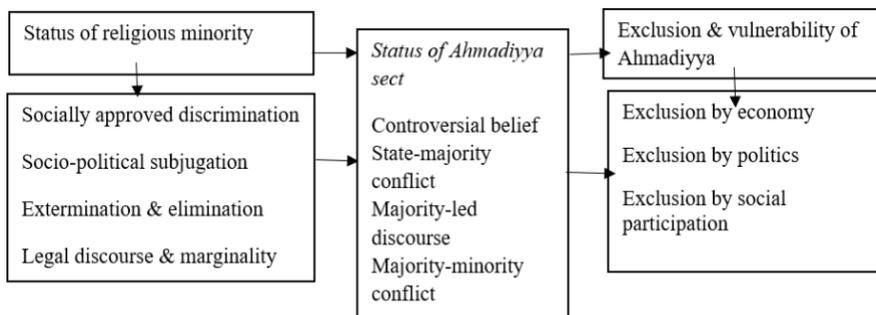 Status of religious minority
Socially approved discrimination
Socio-political subjugation
Extermination & elimination
Legal discourse & marginality
Status of Ahmadiyya
sect
Controversial belief
State-majority
conflict
Majority-led
discourse
Majority-minority
conflict
Exclusion & vulnerability of
Ahmadiyya
Exclusion by economy
Exclusion by politics
Exclusion by social
participation